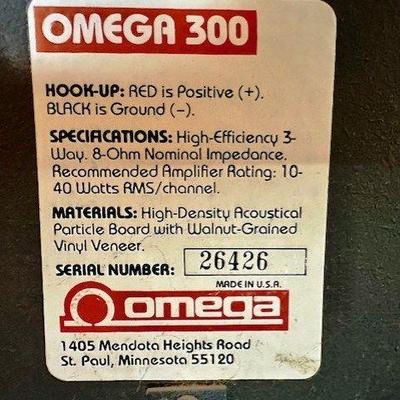 OMEGA 300
HOOK-UP: RED is Positive (+).
BLACK is Ground (–).
SPECIFICATIONS: High-Efficiency 3-
Way. 8-Ohm Nominal Impedance.
Recommended Amplifier Rating: 10-
40 Watts RMS/channel.
MATERIALS: High-Density Acoustical
Particle Board with Walnut-Grained
Vinyl Veneer.
SERIAL NUMBER: 26426
MADE IN U.S.A.
omega
1405 Mendota Heights Road
St. Paul, Minnesota 55120